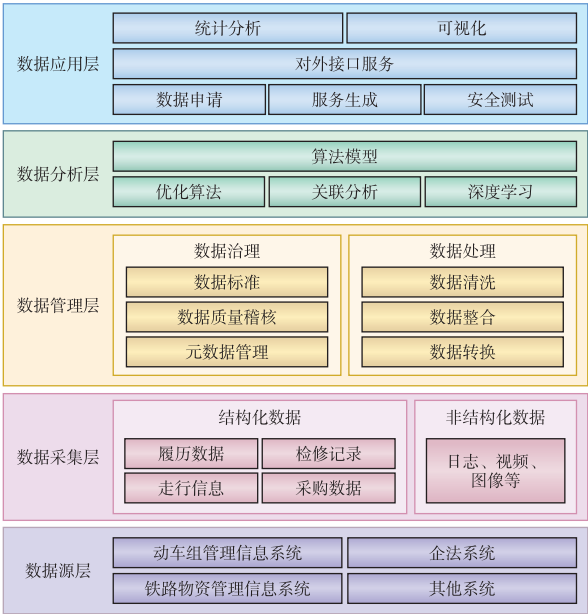 数据应用层
统计分析
可视化
对外接口服务
数据申请
服务生成
安全测试
数据分析层
算法模型
优化算法
关联分析
深度学习
数据管理层
数据治理
数据标准
数据质量稽核
元数据管理
数据处理
数据清洗
数据整合
数据转换
数据采集层
结构化数据
履历数据
检修记录
走行信息
采购数据
非结构化数据
日志、视频、
图像等
数据源层
动车组管理信息系统
企法系统
铁路物资管理信息系统
其他系统